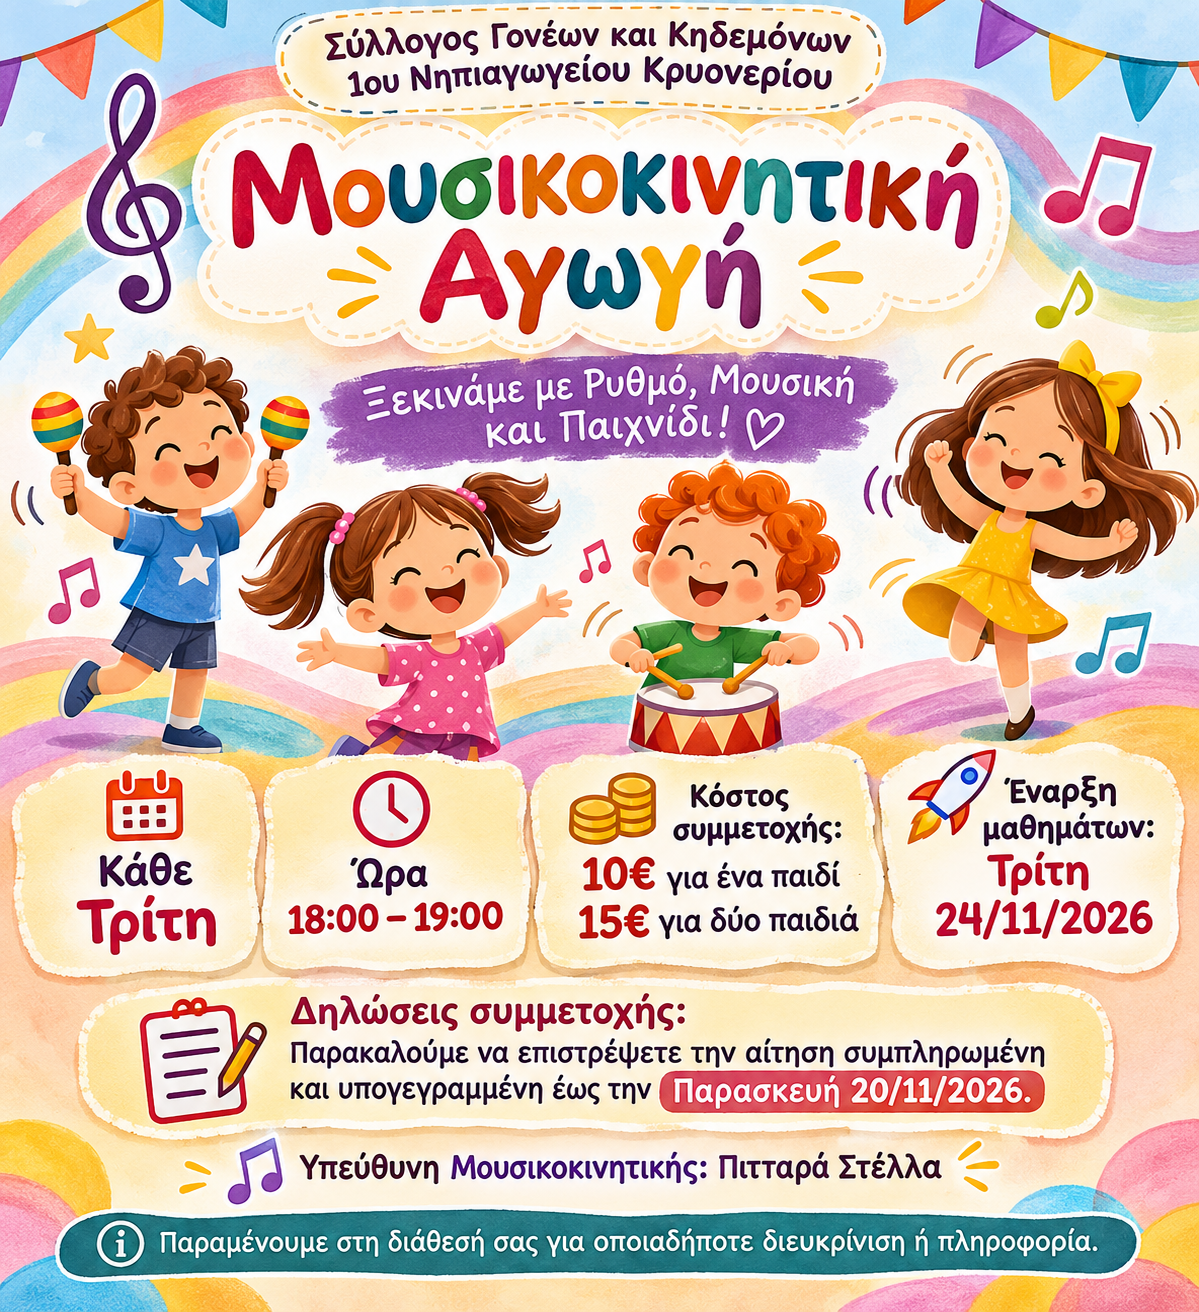 Σύλλογος Γονέων και Κηδεμόνων
1ου Νηπιαγωγείου Κρυονερίου
Μουσικοκινητική
Αγωγή
Ξεκινάμε με Ρυθμό, Μουσική
και Παιχνίδι!
Κάθε
Τρίτη
Ώρα
18:00 – 19:00
Κόστος
συμμετοχής:
10€ για ένα παιδί
15€ για δύο παιδιά
Έναρξη
μαθημάτων:
Τρίτη
24/11/2026
Δηλώσεις συμμετοχής:
Παρακαλούμε να επιστρέψετε την αίτηση συμπληρωμένη
και υπογεγραμμένη έως την Παρασκευή 20/11/2026.
Υπεύθυνη Μουσικοκινητικής: Πιτταρά Στέλλα
Παραμένουμε στη διάθεσή σας για οποιαδήποτε διευκρίνιση ή πληροφορία.